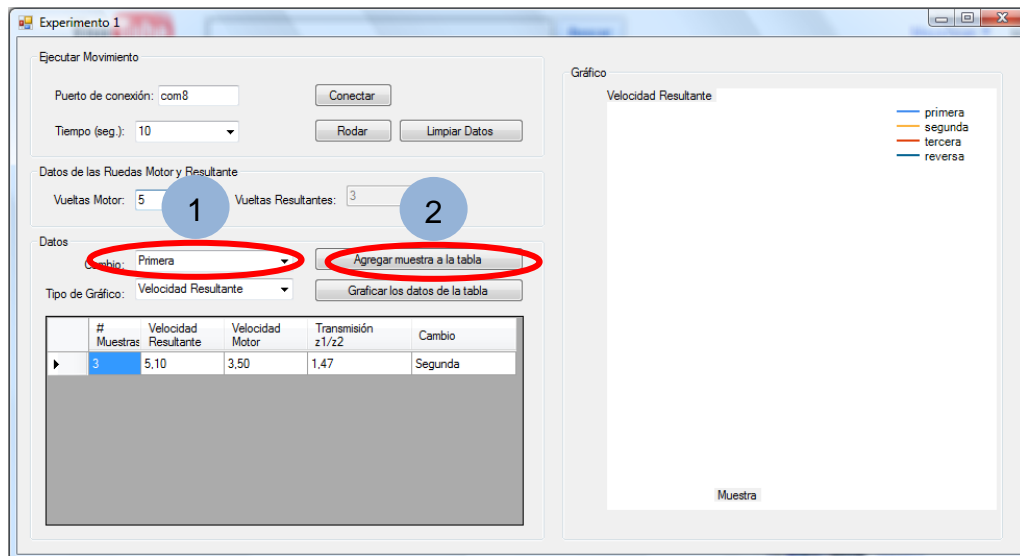 Experimento 1
Ejecutar Movimiento
Puerto de conexión: com8
Conectar
Tiempo (seg.): 10
Rodar
Limpiar Datos
Datos de las Ruedas Motor y Resultante
Vueltas Motor: 5
Vueltas Resultantes: 3
1
2
Datos
Cambio: Primera
Agregar muestra a la tabla
Tipo de Gráfico: Velocidad Resultante
Graficar los datos de la tabla
# Muestras Velocidad Resultante Velocidad Motor Transmisión z1/z2 Cambio
3 5,10 3,50 1,47 Segunda
Gráfico
Velocidad Resultante
primera
segunda
tercera
reversa
Muestra